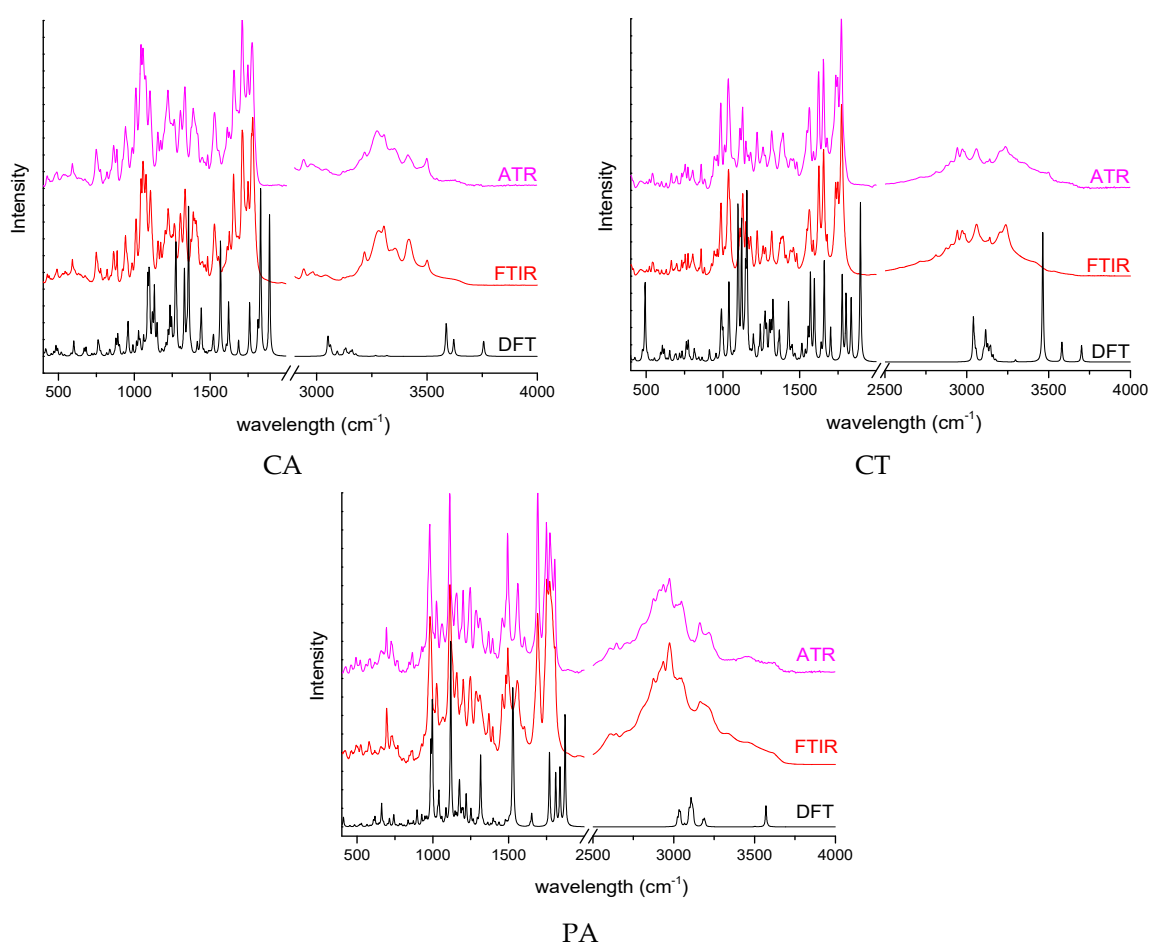 Intensity
ATR
FTIR
DFT
500 1000 1500 3000 3500 4000
wavelength (cm⁻¹)
CA
Intensity
ATR
FTIR
DFT
500 1000 1500 2500 3000 3500 4000
wavelength (cm⁻¹)
CT
Intensity
ATR
FTIR
DFT
500 1000 1500 2500 3000 3500 4000
wavelength (cm⁻¹)
PA